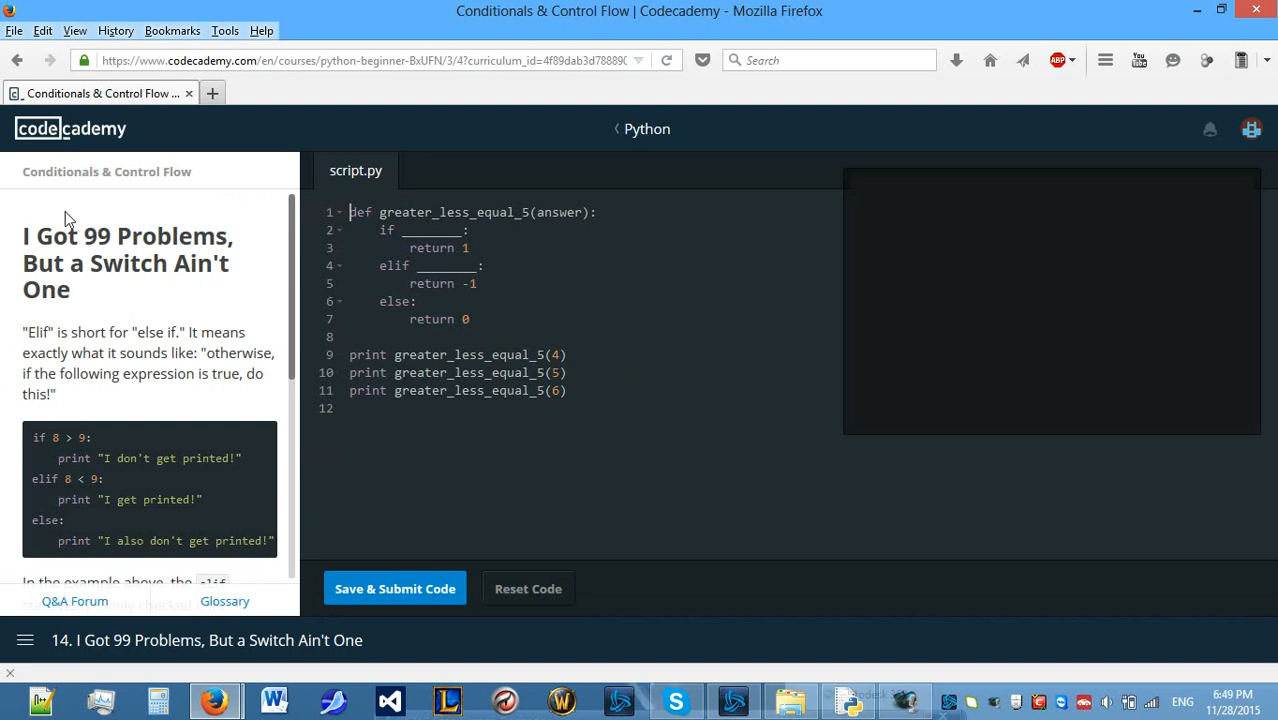 Conditionals & Control Flow | Codecademy - Mozilla Firefox
File Edit View History Bookmarks Tools Help
https://www.codecademy.com/en/courses/python-beginner-BxUFN/3/4?curriculum_id=4f89dab3d788890
Search
ABP
You Tube
Conditionals & Control Flow ...
codecademy
Python
Conditionals & Control Flow
script.py
I Got 99 Problems,
But a Switch Ain't
One
"Elif" is short for "else if." It means
exactly what it sounds like: "otherwise,
if the following expression is true, do
this!"
if 8 > 9:
print "I don't get printed!"
elif 8 < 9:
print "I get printed!"
else:
print "I also don't get printed!"
In the example above, the elif
Q&A Forum
Glossary
1 def greater_less_equal_5(answer):
2 if ________:
3 return 1
4 elif ________:
5 return -1
6 else:
7 return 0
8
9 print greater_less_equal_5(4)
10 print greater_less_equal_5(5)
11 print greater_less_equal_5(6)
12
Save & Submit Code
Reset Code
14. I Got 99 Problems, But a Switch Ain't One
ENG
6:49 PM
11/28/2015